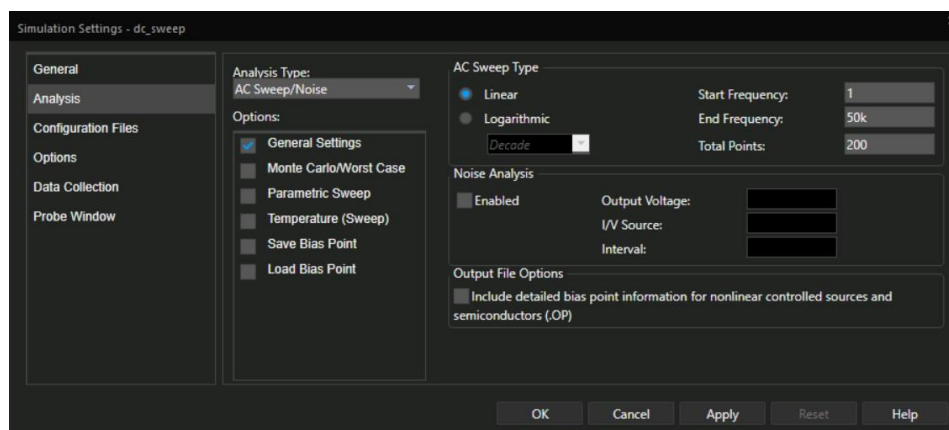 Simulation Settings - dc_sweep
General
Analysis
Configuration Files
Options
Data Collection
Probe Window
Analysis Type:
AC Sweep/Noise
Options:
General Settings
Monte Carlo/Worst Case
Parametric Sweep
Temperature (Sweep)
Save Bias Point
Load Bias Point
AC Sweep Type
Linear
Logarithmic
Decade
Start Frequency: 1
End Frequency: 50k
Total Points: 200
Noise Analysis
Enabled
Output Voltage:
I/V Source:
Interval:
Output File Options
Include detailed bias point information for nonlinear controlled sources and
semiconductors (.OP)
OK Cancel Apply Reset Help